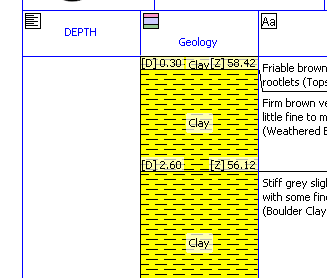 Aa
DEPTH
Geology
[D] 0.30 Clay [Z] 58.42
Friable brown
rootlets (Tops
Firm brown ve
little fine to m
(Weathered B
Clay
[D] 2.60 [Z] 56.12
Stiff grey sligh
with some fine
(Boulder Clay
Clay